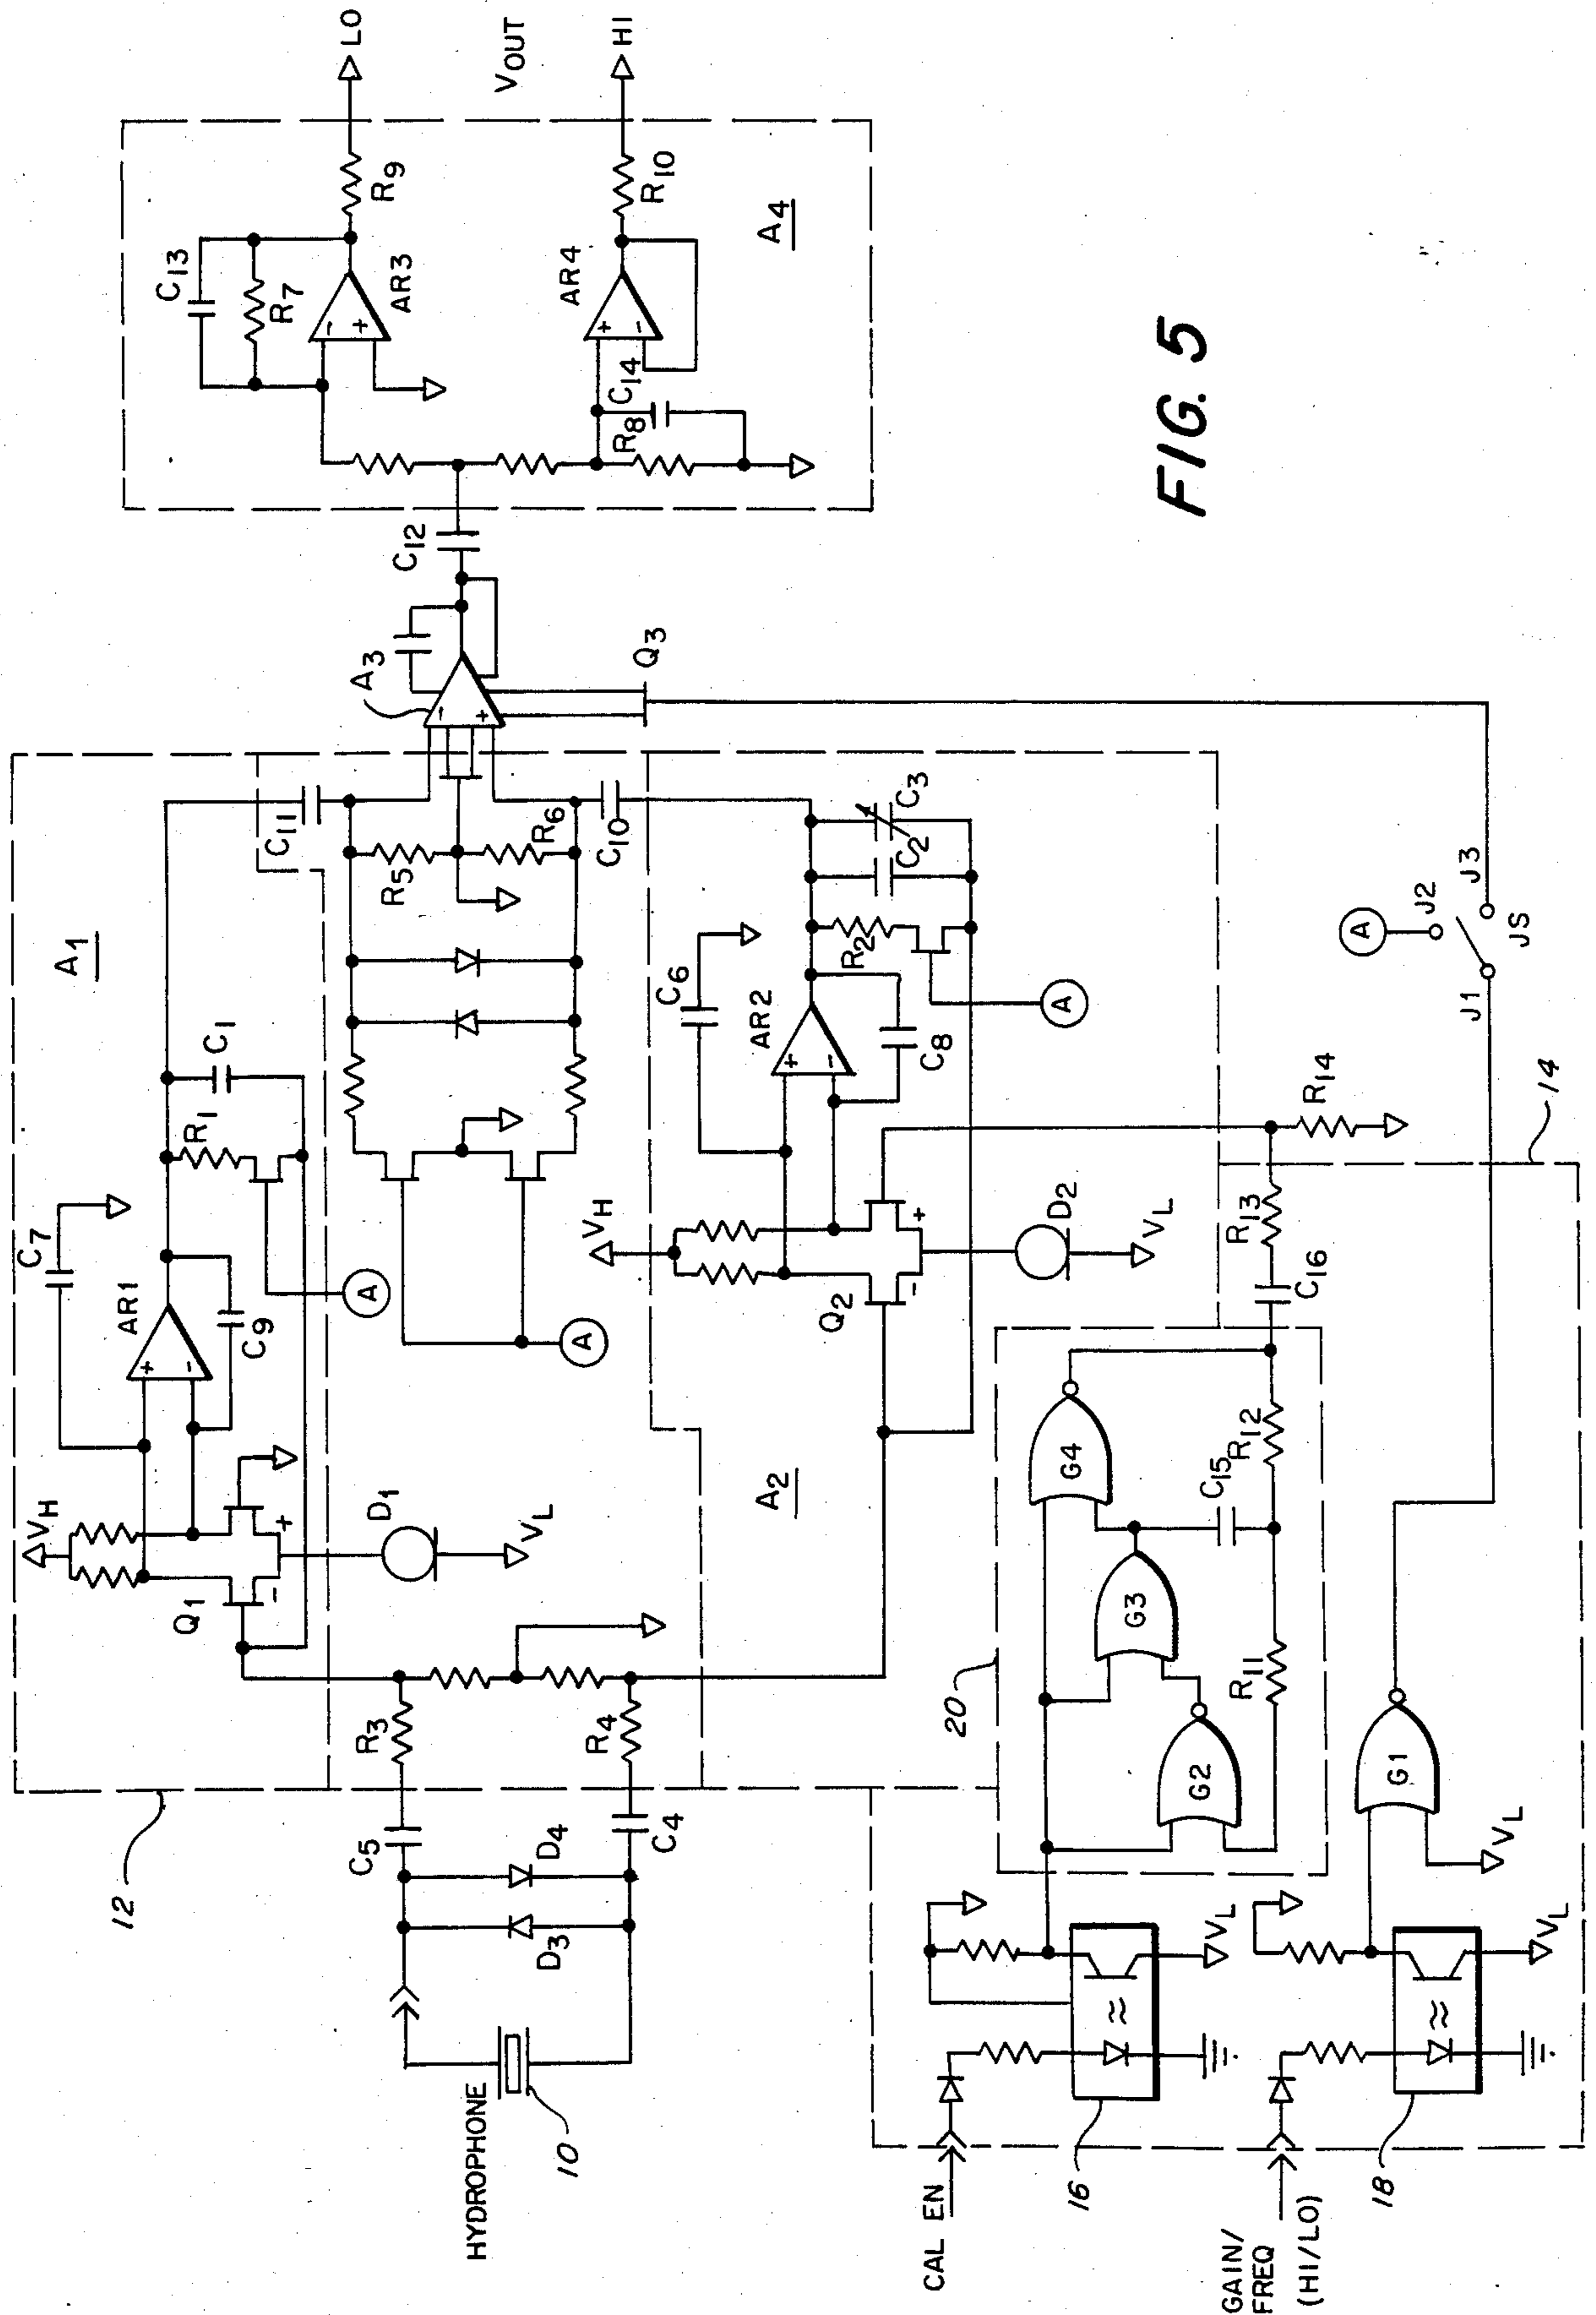 HYDROPHONE
10
D3
D4
C5
C4
R3
R4
12
VH
Q1
-
+
D1
VL
C7
AR1
+
-
C9
R1
C1
A
A1
C11
A
R5
R6
C10
A3
-
+
Q3
C12
C13
R7
-
+
AR3
R9
LO
VOUT
AR4
+
-
C14
R8
R10
HI
A4
A2
VH
Q2
-
+
D2
VL
C6
AR2
+
-
C8
R2
C2
C3
A
CAL EN
16
≈
VL
20
G2
G3
G4
R11
C15
R12
C16
R13
R14
GAIN/
FREQ
(HI/LO)
18
≈
VL
G1
VL
14
J1
A
J2
J3
JS
FIG. 5